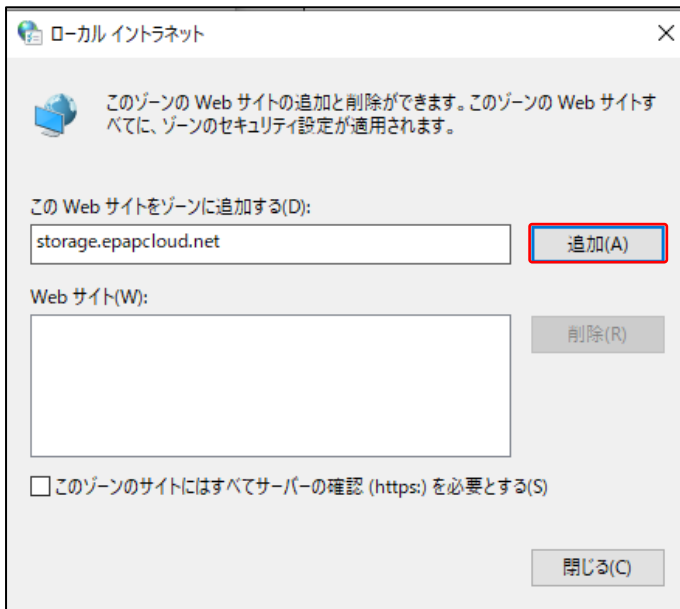 ローカル イントラネット
このゾーンの Web サイトの追加と削除ができます。このゾーンの Web サイトす
べてに、ゾーンのセキュリティ設定が適用されます。
この Web サイトをゾーンに追加する(D):
storage.epapcloud.net
追加(A)
Web サイト(W):
削除(R)
このゾーンのサイトにはすべてサーバーの確認 (https:) を必要とする(S)
閉じる(C)